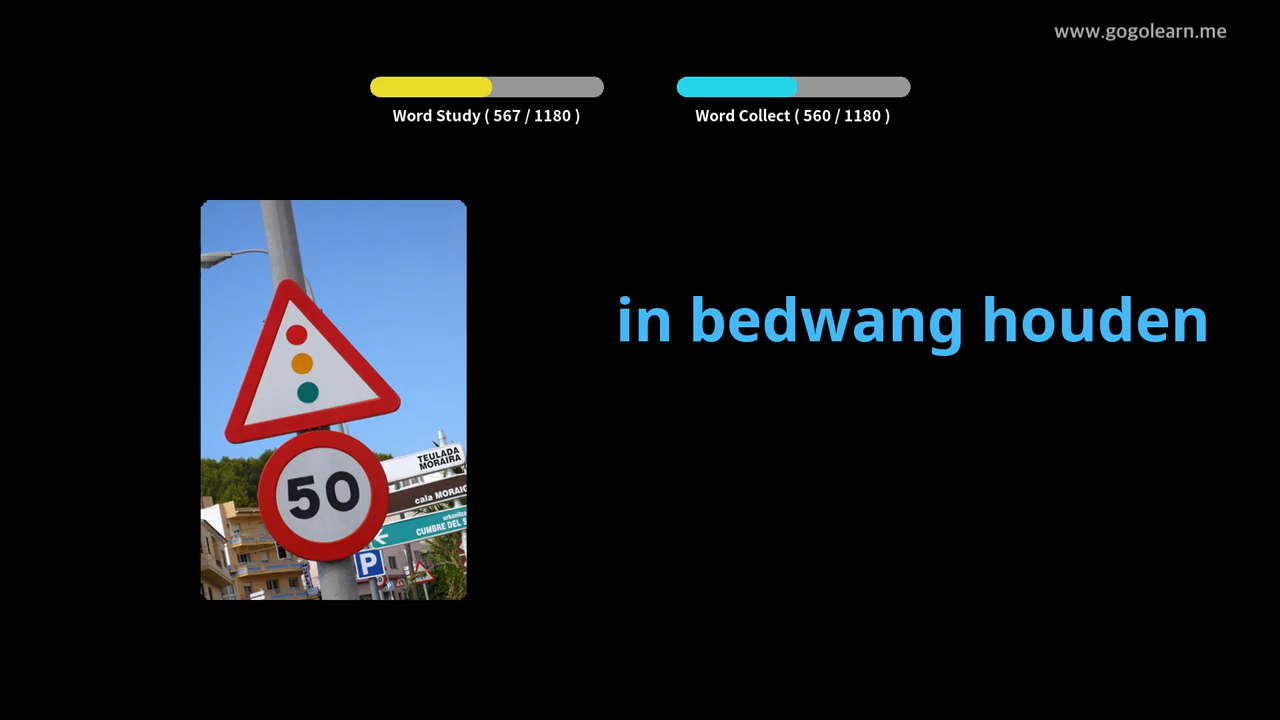 www.gogolearn.me
Word Study ( 567 / 1180 )
Word Collect ( 560 / 1180 )
in bedwang houden
50
TEULADA
MORAIRA
cala MORAIG
CUMBRE DEL S
P